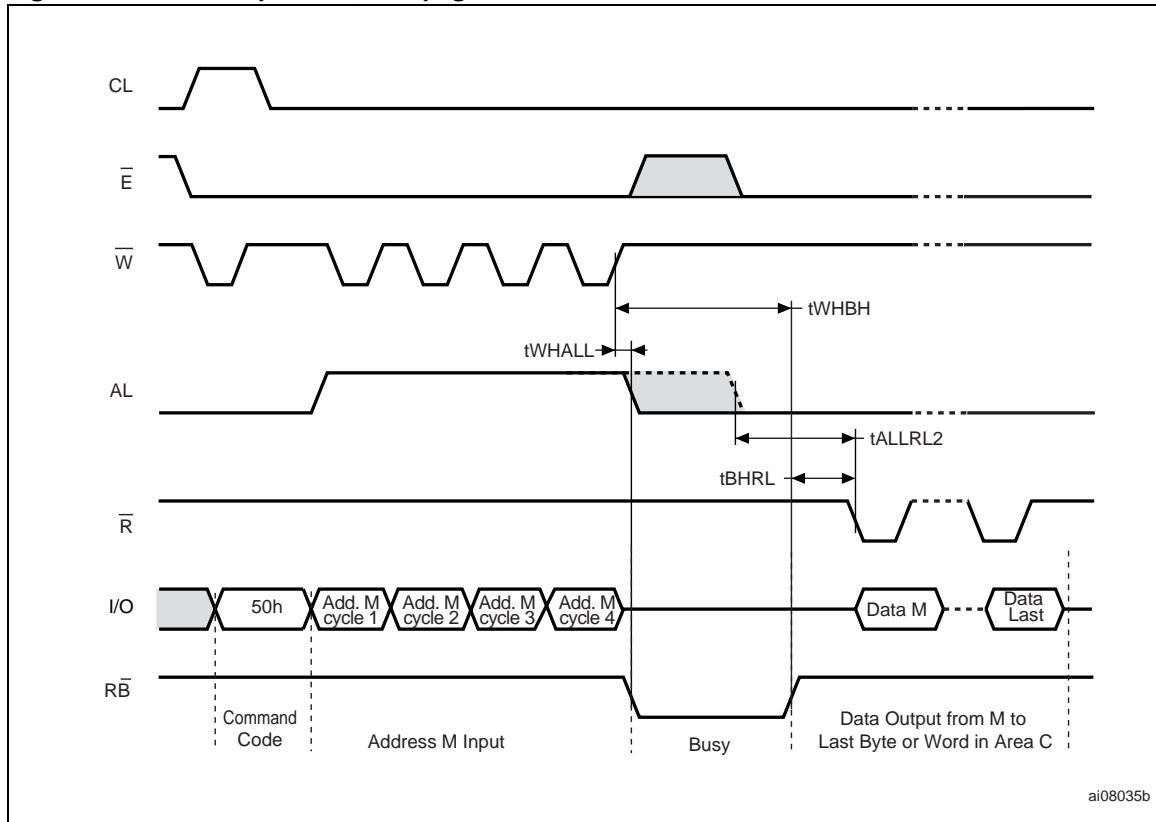 CL
E
W
tWHBH
tWHALL
AL
tALLRL2
tBHRL
R
I/O
50h
Add. M
cycle 1
Add. M
cycle 2
Add. M
cycle 3
Add. M
cycle 4
Data M
Data
Last
RB
Command
Code
Address M Input
Busy
Data Output from M to
Last Byte or Word in Area C
ai08035b